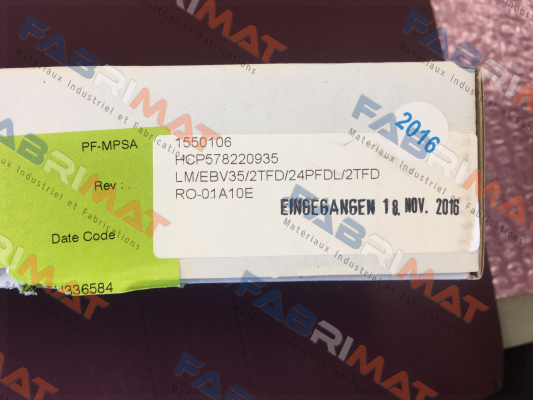 PF-MPSA
Rev :
Date Code
336584
1550106
HCP578220935
LM/EBV35/2TFD/24PFDL/2TFD
RO-01A10E
EINGEGANGEN 18. NOV. 2016
2016
FABRIMAT
Materiaux Industriel et Fabrications